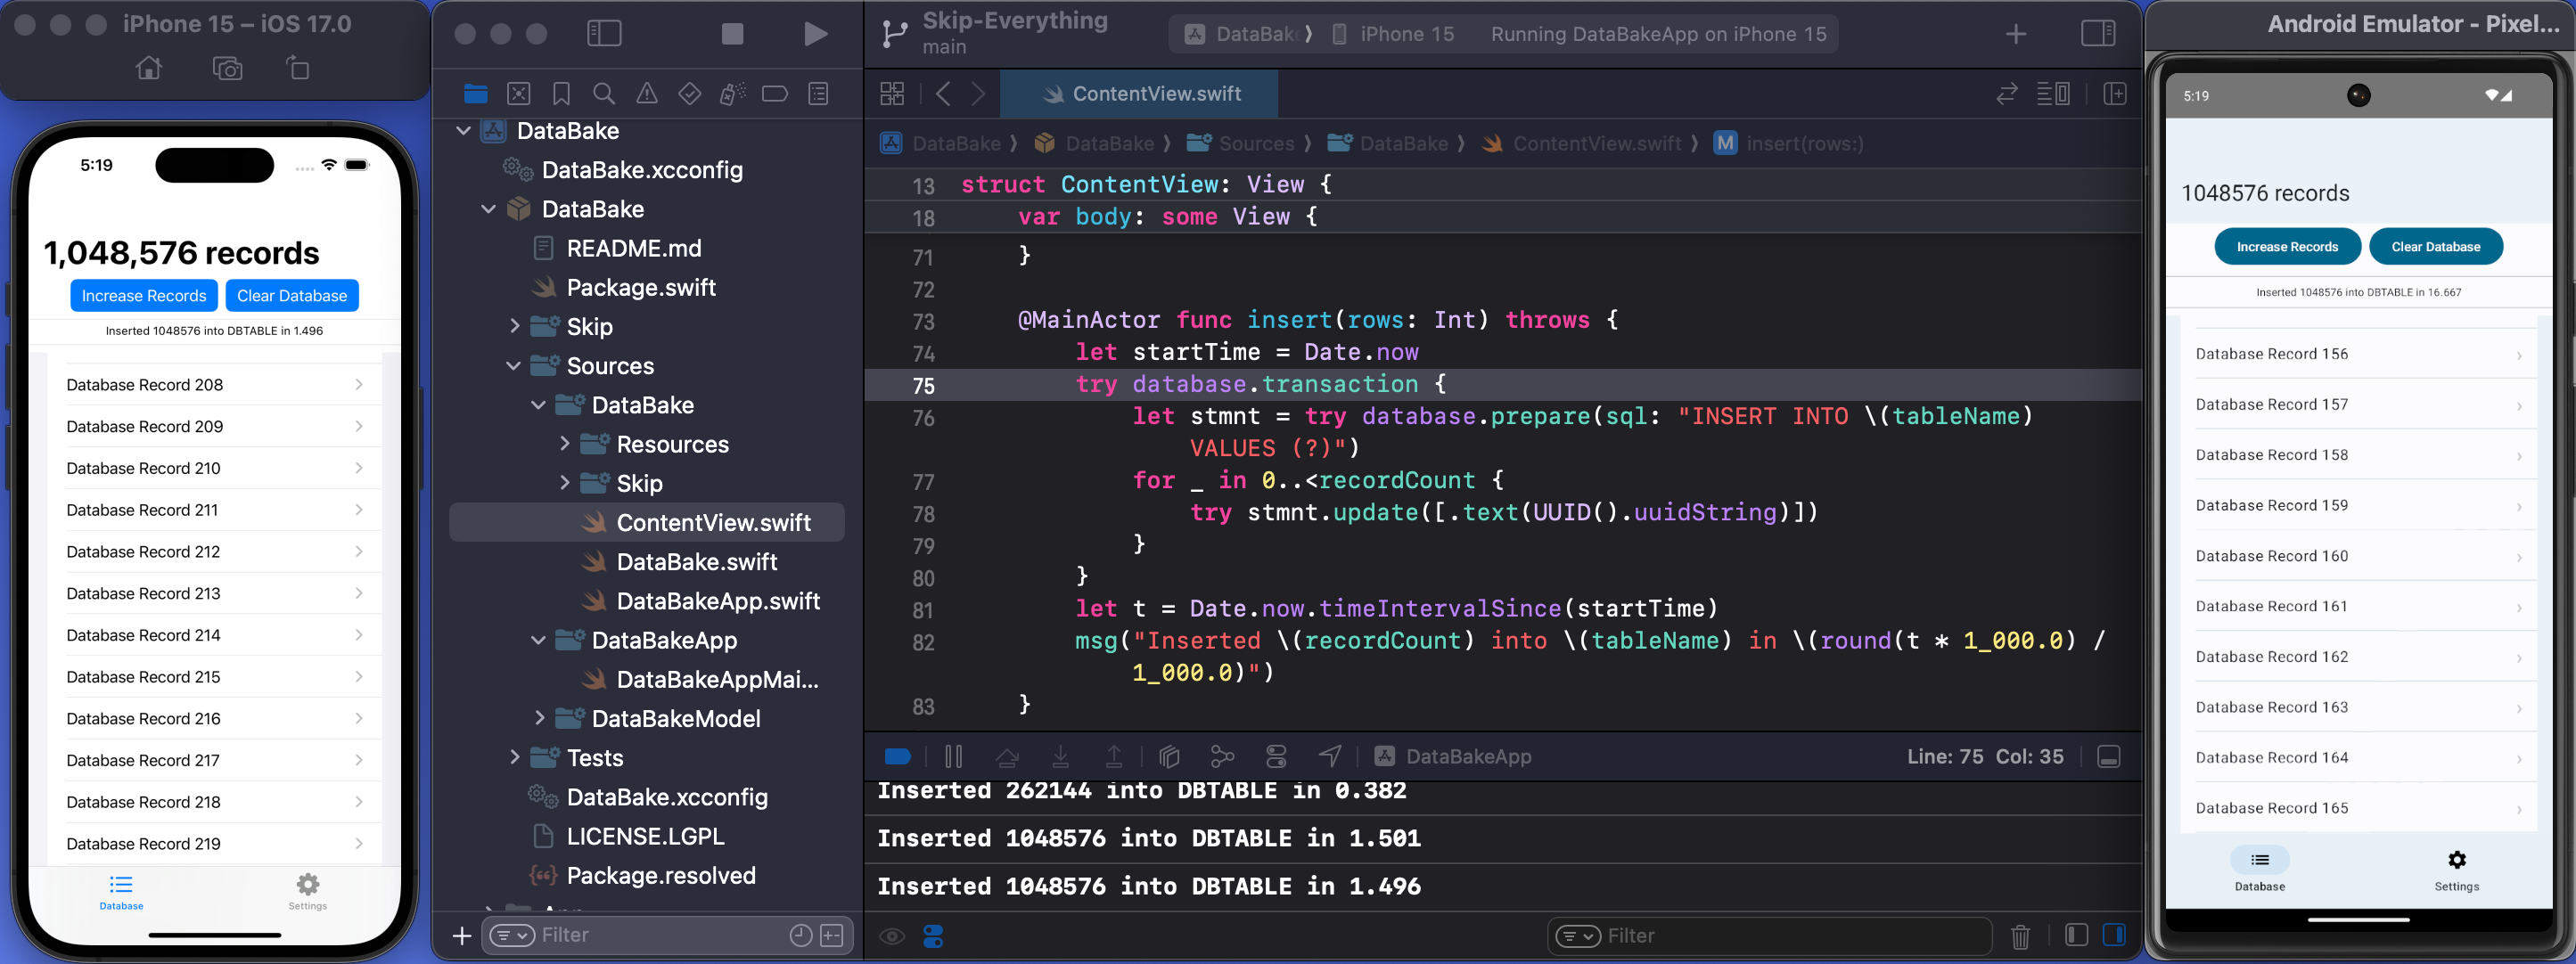 iPhone 15 – iOS 17.0
5:19
1,048,576 records
Increase Records
Clear Database
Inserted 1048576 into DBTABLE in 1.496
Database Record 208
Database Record 209
Database Record 210
Database Record 211
Database Record 212
Database Record 213
Database Record 214
Database Record 215
Database Record 216
Database Record 217
Database Record 218
Database Record 219
Database
Settings
DataBake
DataBake.xcconfig
DataBake
README.md
Package.swift
Skip
Sources
DataBake
Resources
Skip
ContentView.swift
DataBake.swift
DataBakeApp.swift
DataBakeApp
DataBakeAppMai...
DataBakeModel
Tests
DataBake.xcconfig
LICENSE.LGPL
Package.resolved
Filter
Skip-Everything
main
DataBake iPhone 15 Running DataBakeApp on iPhone 15
ContentView.swift
DataBake DataBake Sources DataBake ContentView.swift M insert(rows:)
13 struct ContentView: View {
18 var body: some View {
71 }
72
73 @MainActor func insert(rows: Int) throws {
74 let startTime = Date.now
75 try database.transaction {
76 let stmnt = try database.prepare(sql: "INSERT INTO \(tableName)
VALUES (?)")
77 for _ in 0..<recordCount {
78 try stmnt.update([.text(UUID().uuidString)])
79 }
80 }
81 let t = Date.now.timeIntervalSince(startTime)
82 msg("Inserted \(recordCount) into \(tableName) in \(round(t * 1_000.0) /
1_000.0)")
83 }
DataBakeApp
Line: 75 Col: 35
Inserted 262144 into DBTABLE in 0.382
Inserted 1048576 into DBTABLE in 1.501
Inserted 1048576 into DBTABLE in 1.496
Filter
Android Emulator - Pixel...
5:19
1048576 records
Increase Records
Clear Database
Inserted 1048576 into DBTABLE in 16.667
Database Record 156
Database Record 157
Database Record 158
Database Record 159
Database Record 160
Database Record 161
Database Record 162
Database Record 163
Database Record 164
Database Record 165
Database
Settings